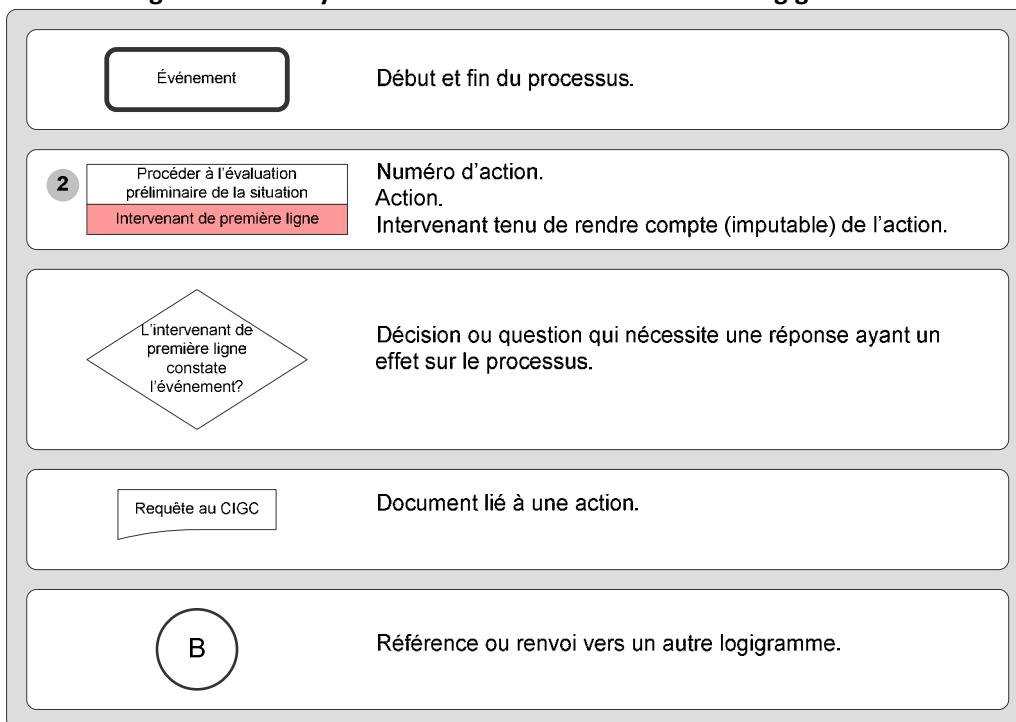 Événement
Début et fin du processus.
2
Procéder à l'évaluation
préliminaire de la situation
Intervenant de première ligne
Numéro d'action.
Action.
Intervenant tenu de rendre compte (imputable) de l'action.
L'intervenant de
première ligne
constate
l'événement?
Décision ou question qui nécessite une réponse ayant un
effet sur le processus.
Requête au CIGC
Document lié à une action.
B
Référence ou renvoi vers un autre logigramme.